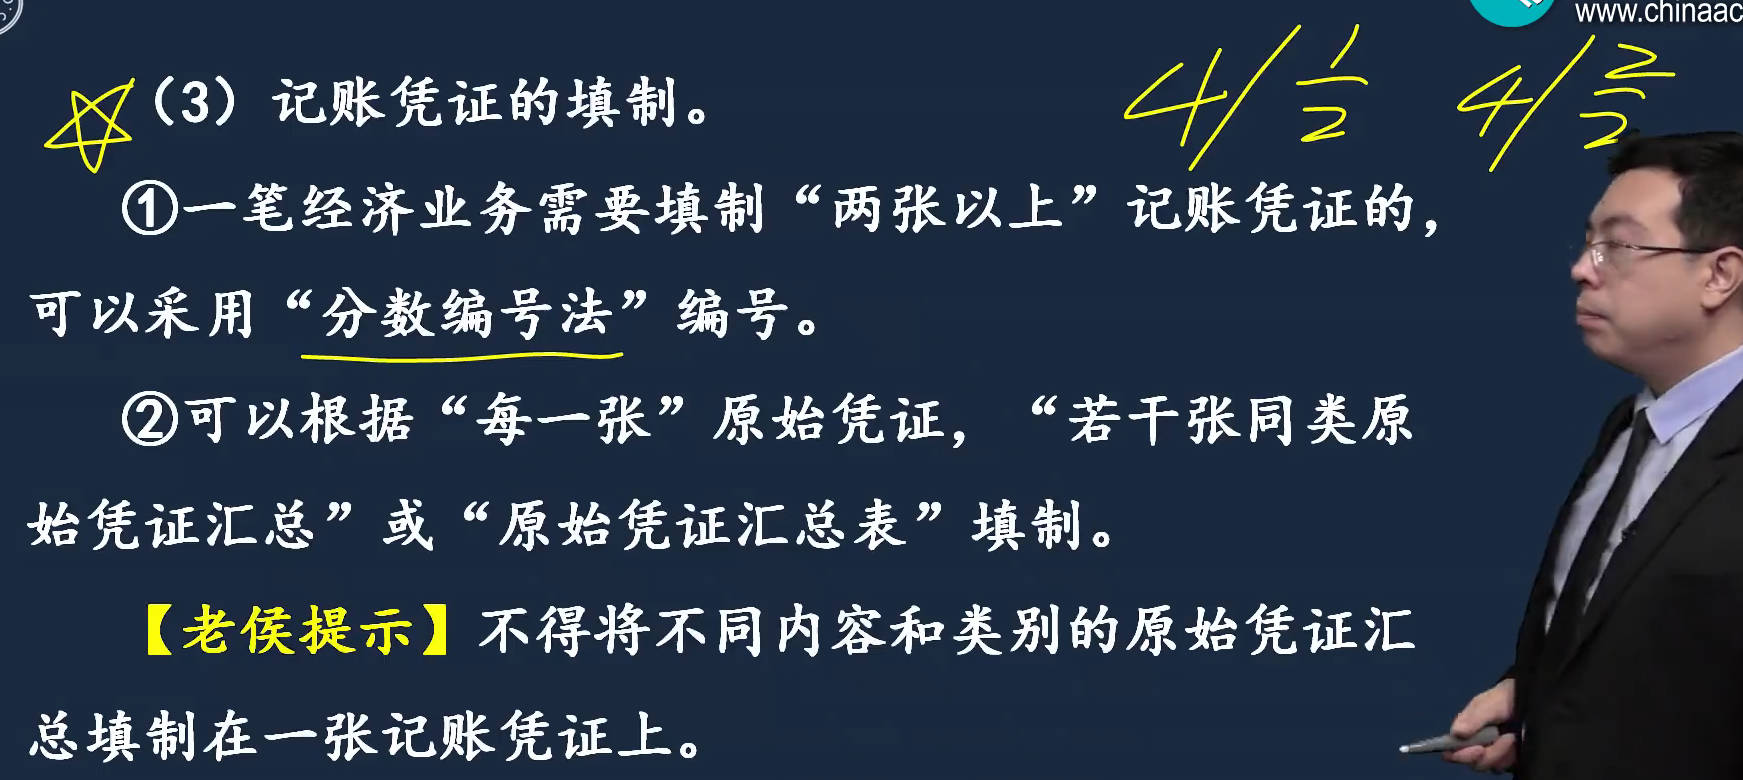 www.chinaac
4/1/2 4/2/2
（3）记账凭证的填制。
①一笔经济业务需要填制“两张以上”记账凭证的，
可以采用“分数编号法”编号。
②可以根据“每一张”原始凭证，“若干张同类原
始凭证汇总”或“原始凭证汇总表”填制。
【老侯提示】不得将不同内容和类别的原始凭证汇
总填制在一张记账凭证上。